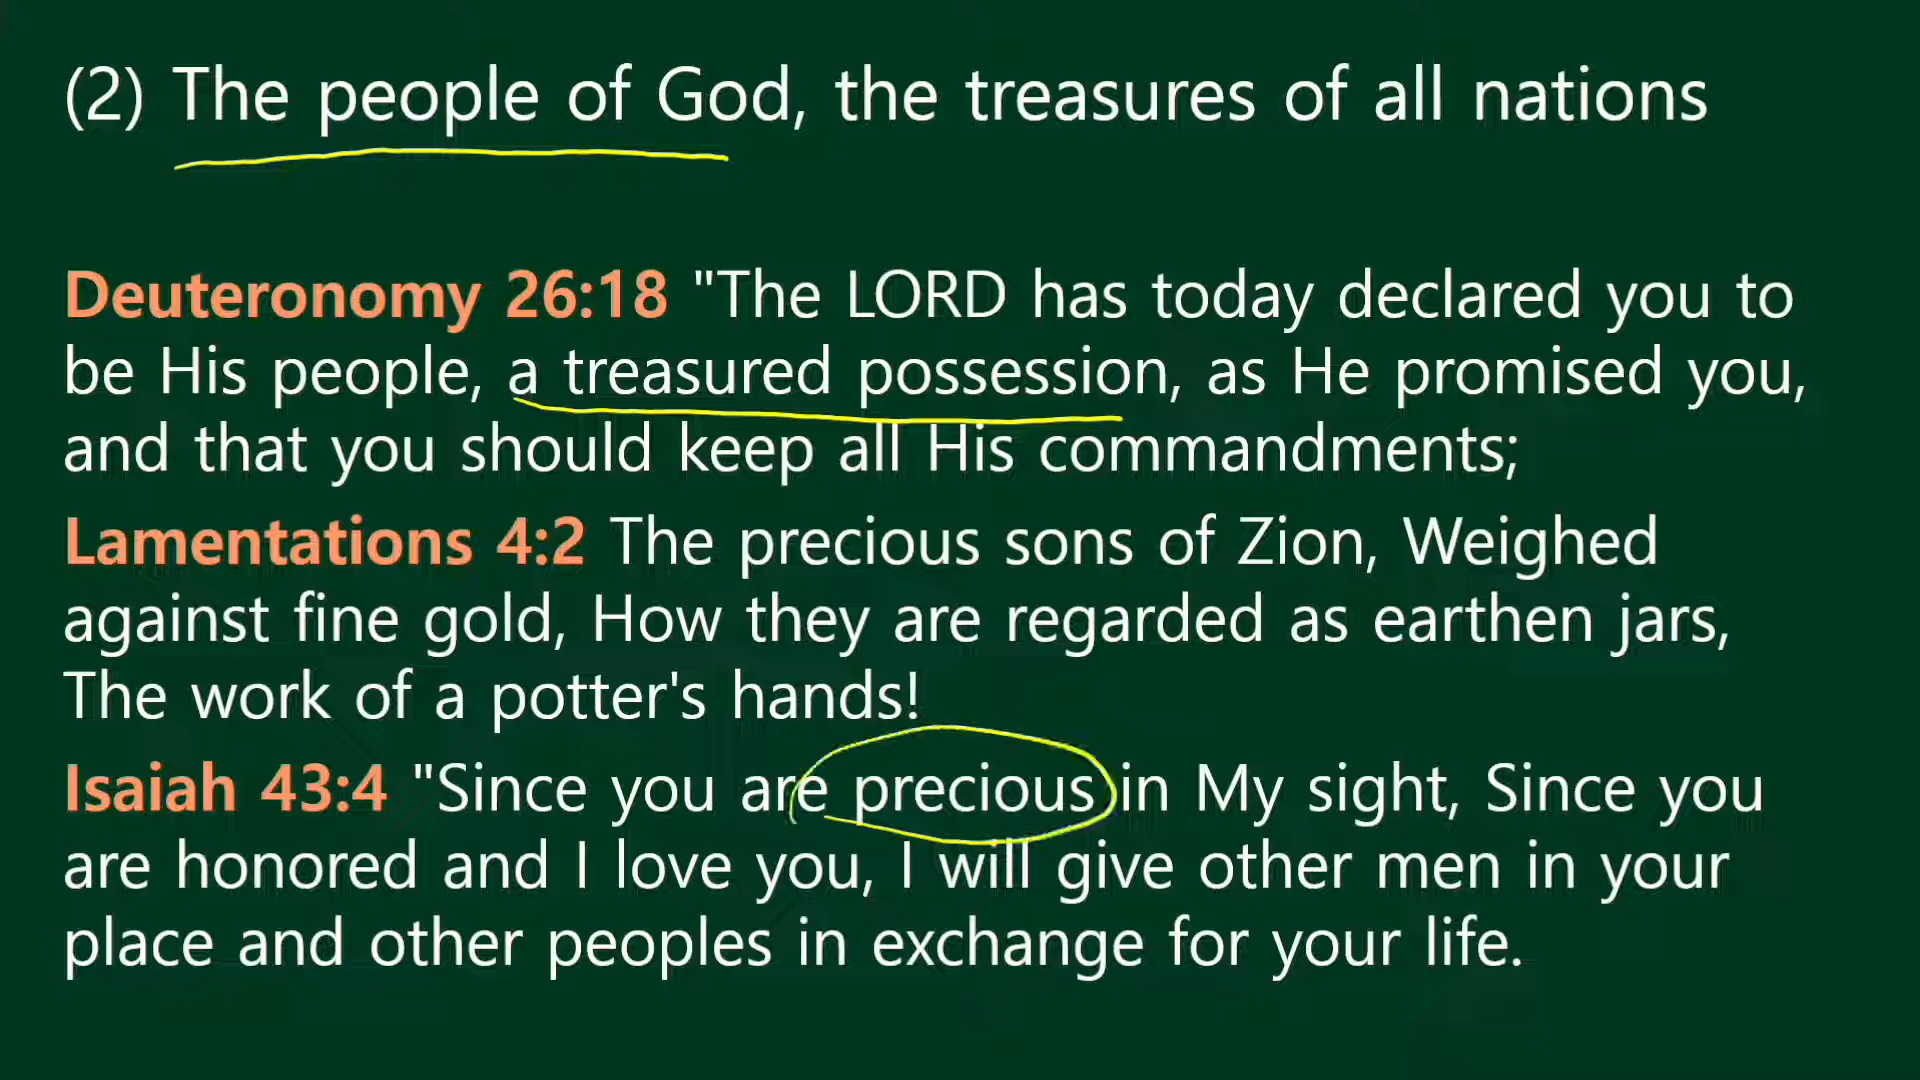 (2) The people of God, the treasures of all nations
Deuteronomy 26:18 "The LORD has today declared you to
be His people, a treasured possession, as He promised you,
and that you should keep all His commandments;
Lamentations 4:2 The precious sons of Zion, Weighed
against fine gold, How they are regarded as earthen jars,
The work of a potter's hands!
Isaiah 43:4 "Since you are precious in My sight, Since you
are honored and I love you, I will give other men in your
place and other peoples in exchange for your life.